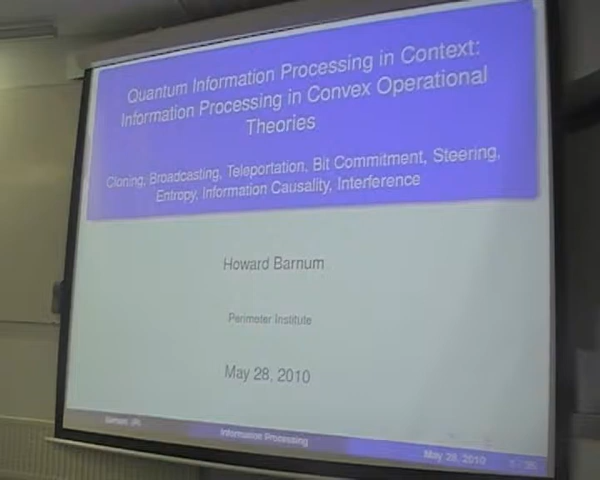 Quantum Information Processing in Context:
Information Processing in Convex Operational
Theories
Cloning, Broadcasting, Teleportation, Bit Commitment, Steering,
Entropy, Information Causality, Interference
Howard Barnum
Perimeter Institute
May 28, 2010
Information Processing
May 28, 2010